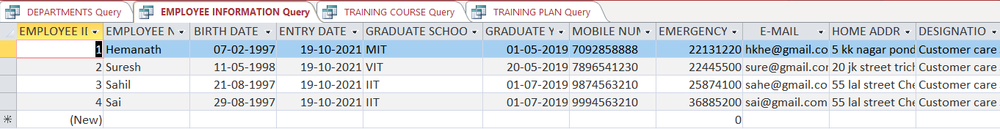 DEPARTMENTS Query EMPLOYEE INFORMATION Query TRAINING COURSE Query TRAINING PLAN Query
EMPLOYEE II EMPLOYEE N BIRTH DATE ENTRY DATE GRADUATE SCHOO GRADUATE Y MOBILE NUM EMERGENCY E-MAIL HOME ADDR DESIGNATIO
1 Hemanath 07-02-1997 19-10-2021 MIT 01-05-2019 7092858888 22131220 hkhe@gmail.co 5 kk nagar pond Customer care
2 Suresh 11-05-1998 19-10-2021 VIT 20-05-2019 7896541230 22445500 sure@gmail.cor 20 jk street trich Customer care
3 Sahil 21-08-1997 19-10-2021 IIT 01-07-2019 9874563210 25874100 sahe@gmail.co 55 lal street Che Customer care
4 Sai 29-08-1997 19-10-2021 IIT 01-07-2019 9994563210 36885200 sai@gmail.com 55 lal street Che Customer care
(New) 0